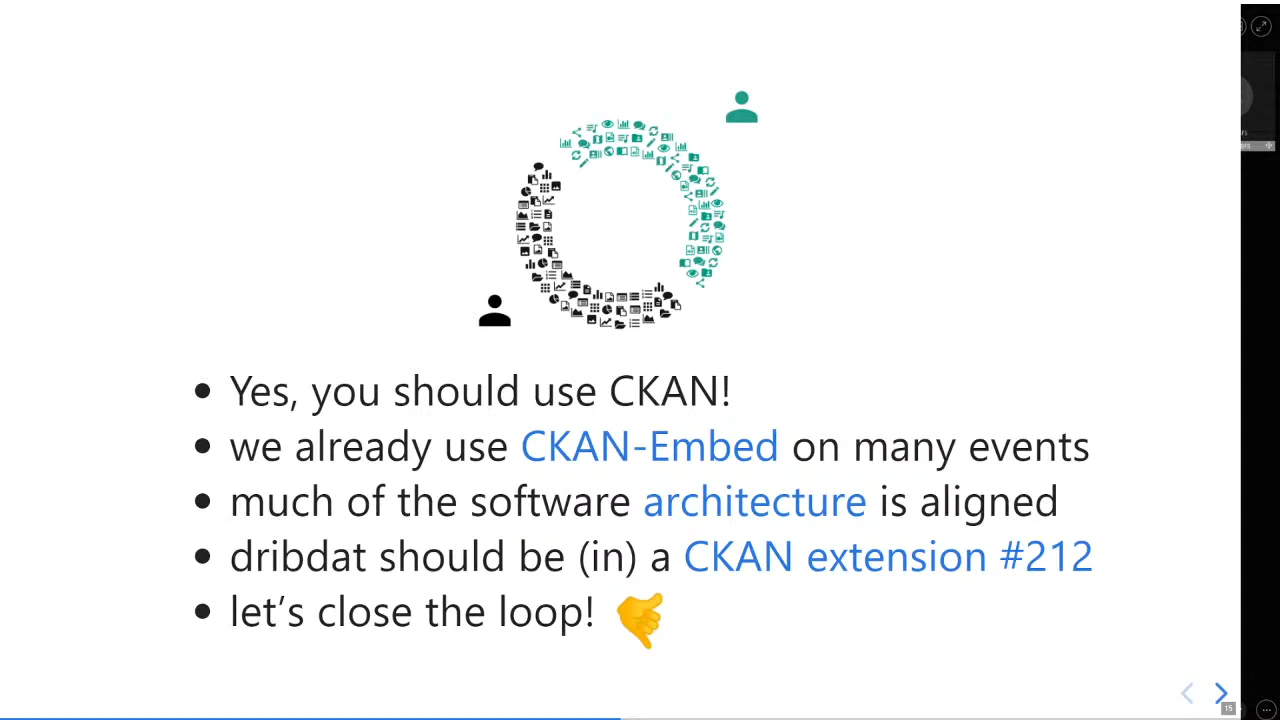 Yes, you should use CKAN!
we already use CKAN-Embed on many events
much of the software architecture is aligned
dribdat should be (in) a CKAN extension #212
let's close the loop!
15